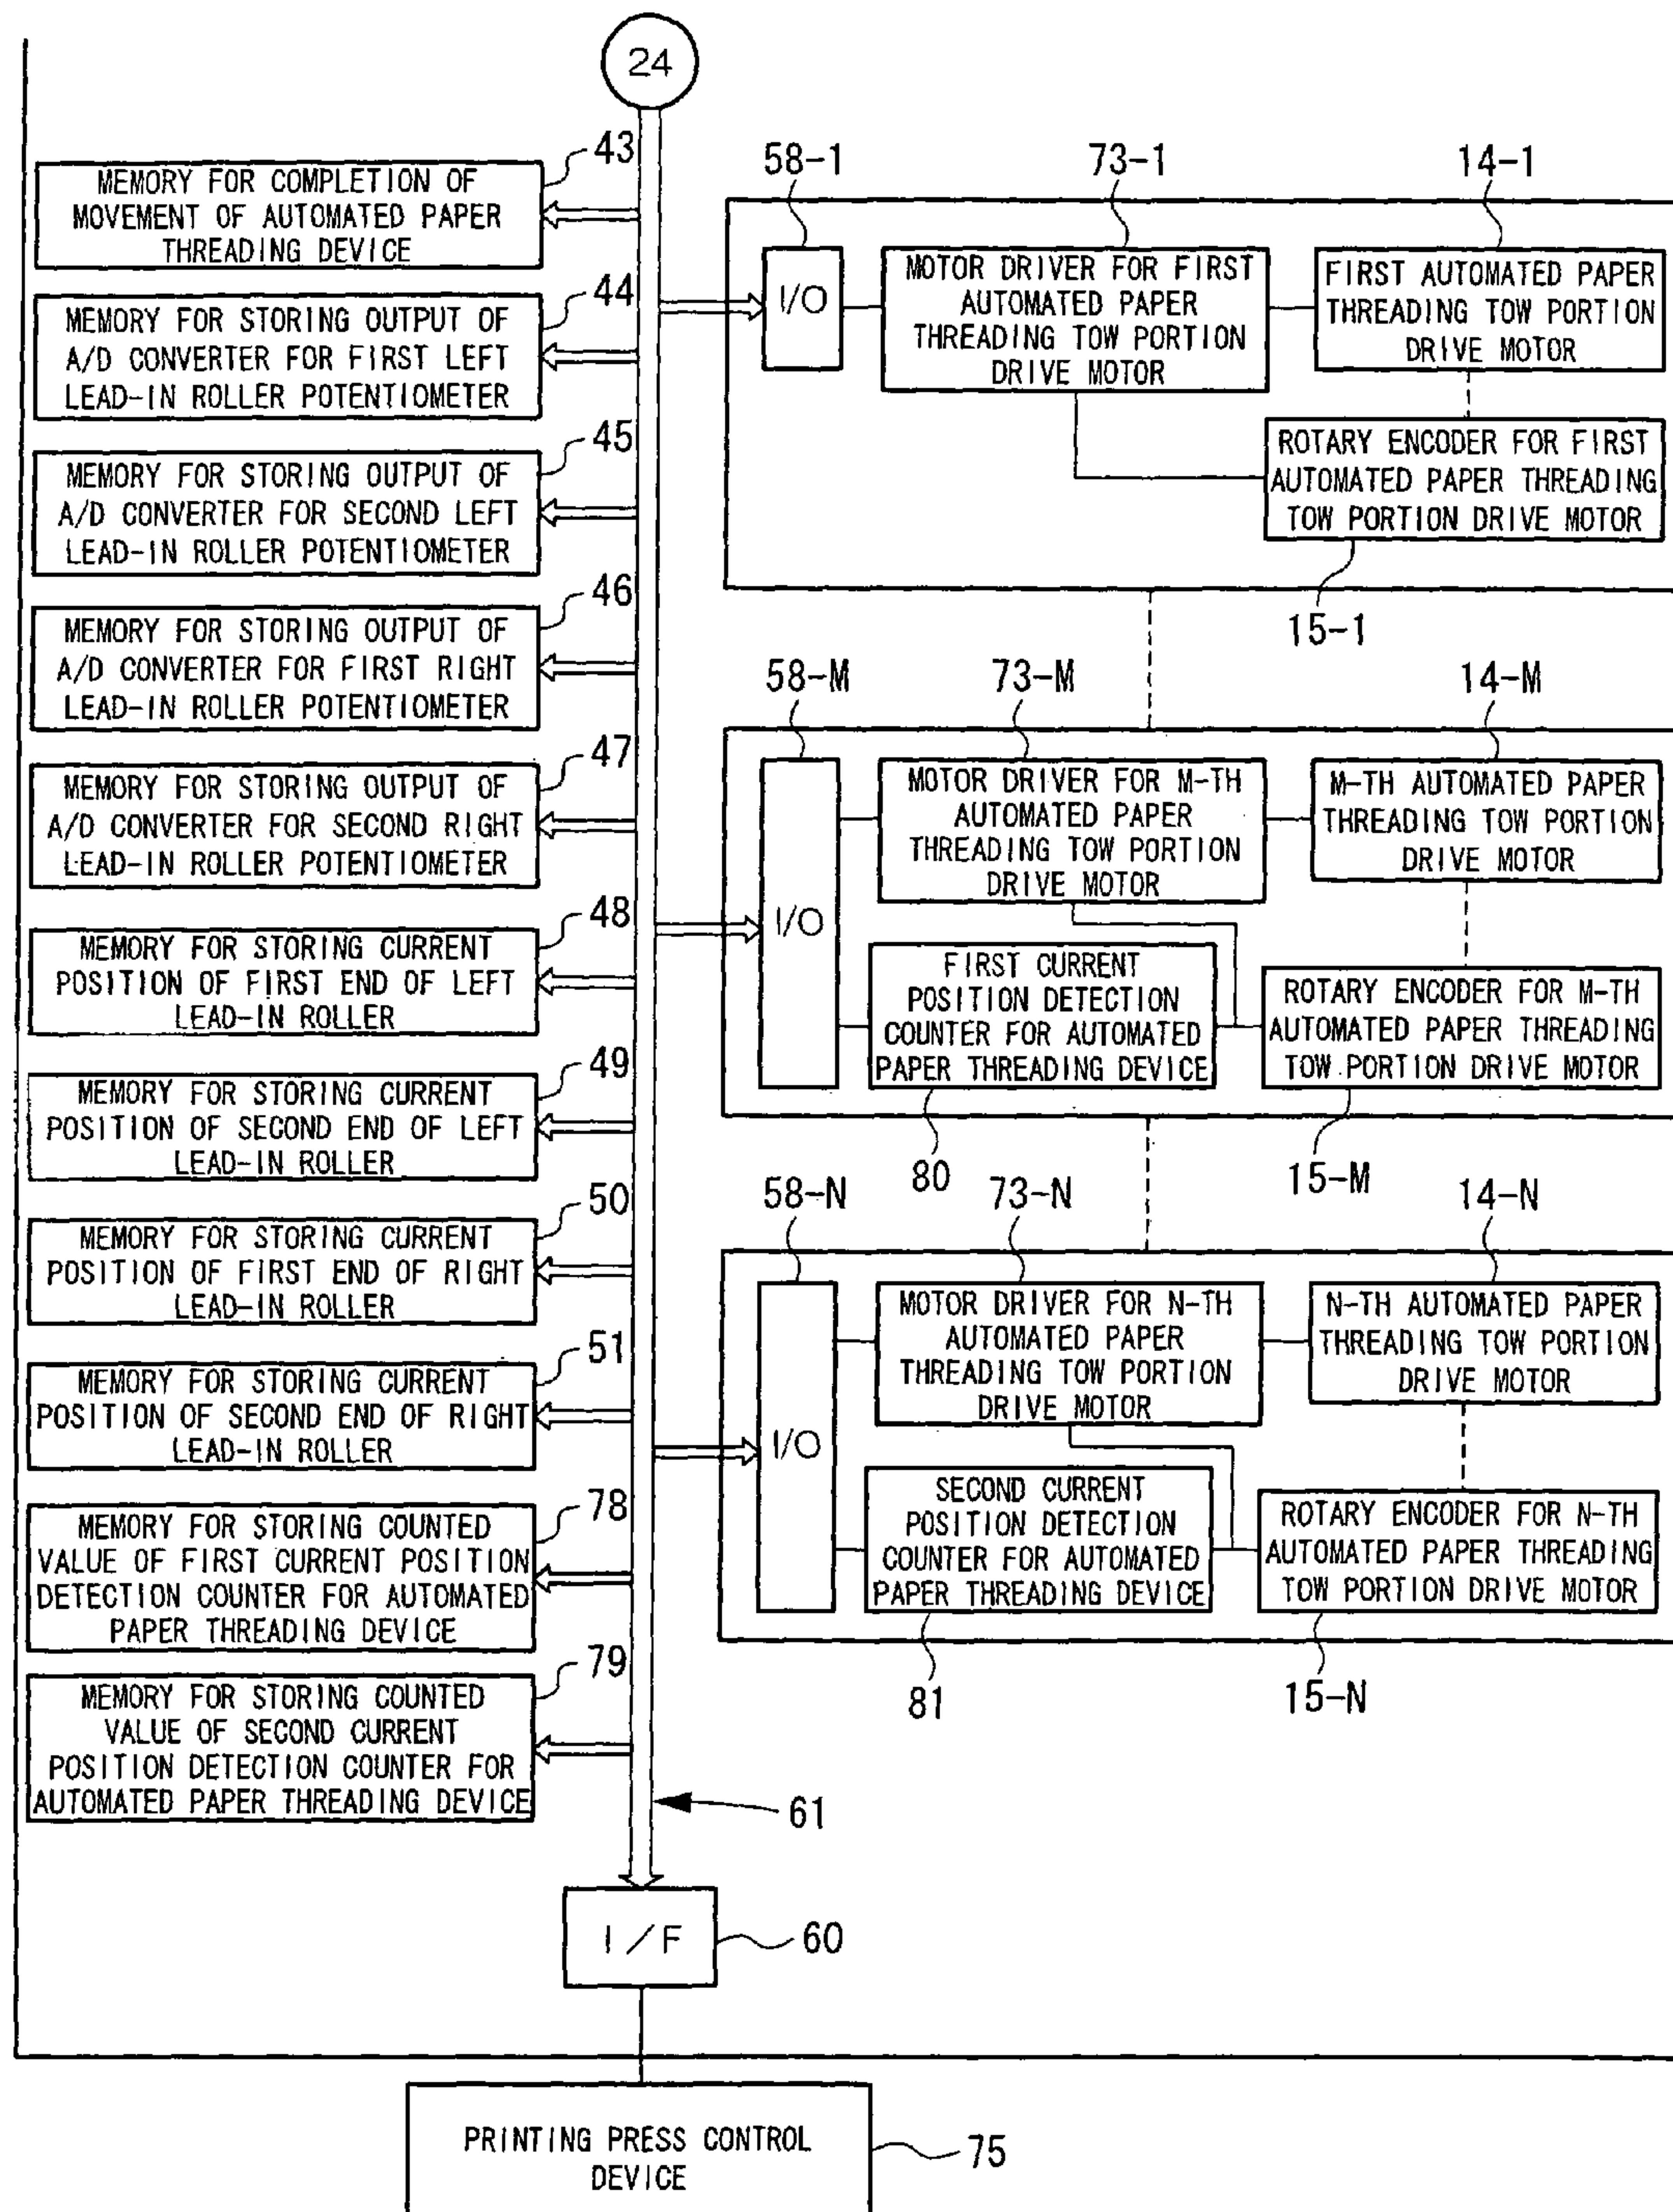 24
43
MEMORY FOR COMPLETION OF
MOVEMENT OF AUTOMATED PAPER
THREADING DEVICE
44
MEMORY FOR STORING OUTPUT OF
A/D CONVERTER FOR FIRST LEFT
LEAD-IN ROLLER POTENTIOMETER
45
MEMORY FOR STORING OUTPUT OF
A/D CONVERTER FOR SECOND LEFT
LEAD-IN ROLLER POTENTIOMETER
46
MEMORY FOR STORING OUTPUT OF
A/D CONVERTER FOR FIRST RIGHT
LEAD-IN ROLLER POTENTIOMETER
47
MEMORY FOR STORING OUTPUT OF
A/D CONVERTER FOR SECOND RIGHT
LEAD-IN ROLLER POTENTIOMETER
48
MEMORY FOR STORING CURRENT
POSITION OF FIRST END OF LEFT
LEAD-IN ROLLER
49
MEMORY FOR STORING CURRENT
POSITION OF SECOND END OF LEFT
LEAD-IN ROLLER
50
MEMORY FOR STORING CURRENT
POSITION OF FIRST END OF RIGHT
LEAD-IN ROLLER
51
MEMORY FOR STORING CURRENT
POSITION OF SECOND END OF RIGHT
LEAD-IN ROLLER
78
MEMORY FOR STORING COUNTED
VALUE OF FIRST CURRENT POSITION
DETECTION COUNTER FOR AUTOMATED
PAPER THREADING DEVICE
79
MEMORY FOR STORING COUNTED
VALUE OF SECOND CURRENT
POSITION DETECTION COUNTER FOR
AUTOMATED PAPER THREADING DEVICE
58-1
73-1
14-1
I/O
MOTOR DRIVER FOR FIRST
AUTOMATED PAPER
THREADING TOW PORTION
DRIVE MOTOR
FIRST AUTOMATED PAPER
THREADING TOW PORTION
DRIVE MOTOR
ROTARY ENCODER FOR FIRST
AUTOMATED PAPER THREADING
TOW PORTION DRIVE MOTOR
15-1
58-M
73-M
14-M
I/O
MOTOR DRIVER FOR M-TH
AUTOMATED PAPER
THREADING TOW PORTION
DRIVE MOTOR
M-TH AUTOMATED PAPER
THREADING TOW PORTION
DRIVE MOTOR
FIRST CURRENT
POSITION DETECTION
COUNTER FOR AUTOMATED
PAPER THREADING DEVICE
ROTARY ENCODER FOR M-TH
AUTOMATED PAPER THREADING
TOW PORTION DRIVE MOTOR
80
15-M
58-N
73-N
14-N
I/O
MOTOR DRIVER FOR N-TH
AUTOMATED PAPER
THREADING TOW PORTION
DRIVE MOTOR
N-TH AUTOMATED PAPER
THREADING TOW PORTION
DRIVE MOTOR
SECOND CURRENT
POSITION DETECTION
COUNTER FOR AUTOMATED
PAPER THREADING DEVICE
ROTARY ENCODER FOR N-TH
AUTOMATED PAPER THREADING
TOW PORTION DRIVE MOTOR
81
15-N
61
I/F
60
PRINTING PRESS CONTROL
DEVICE
75